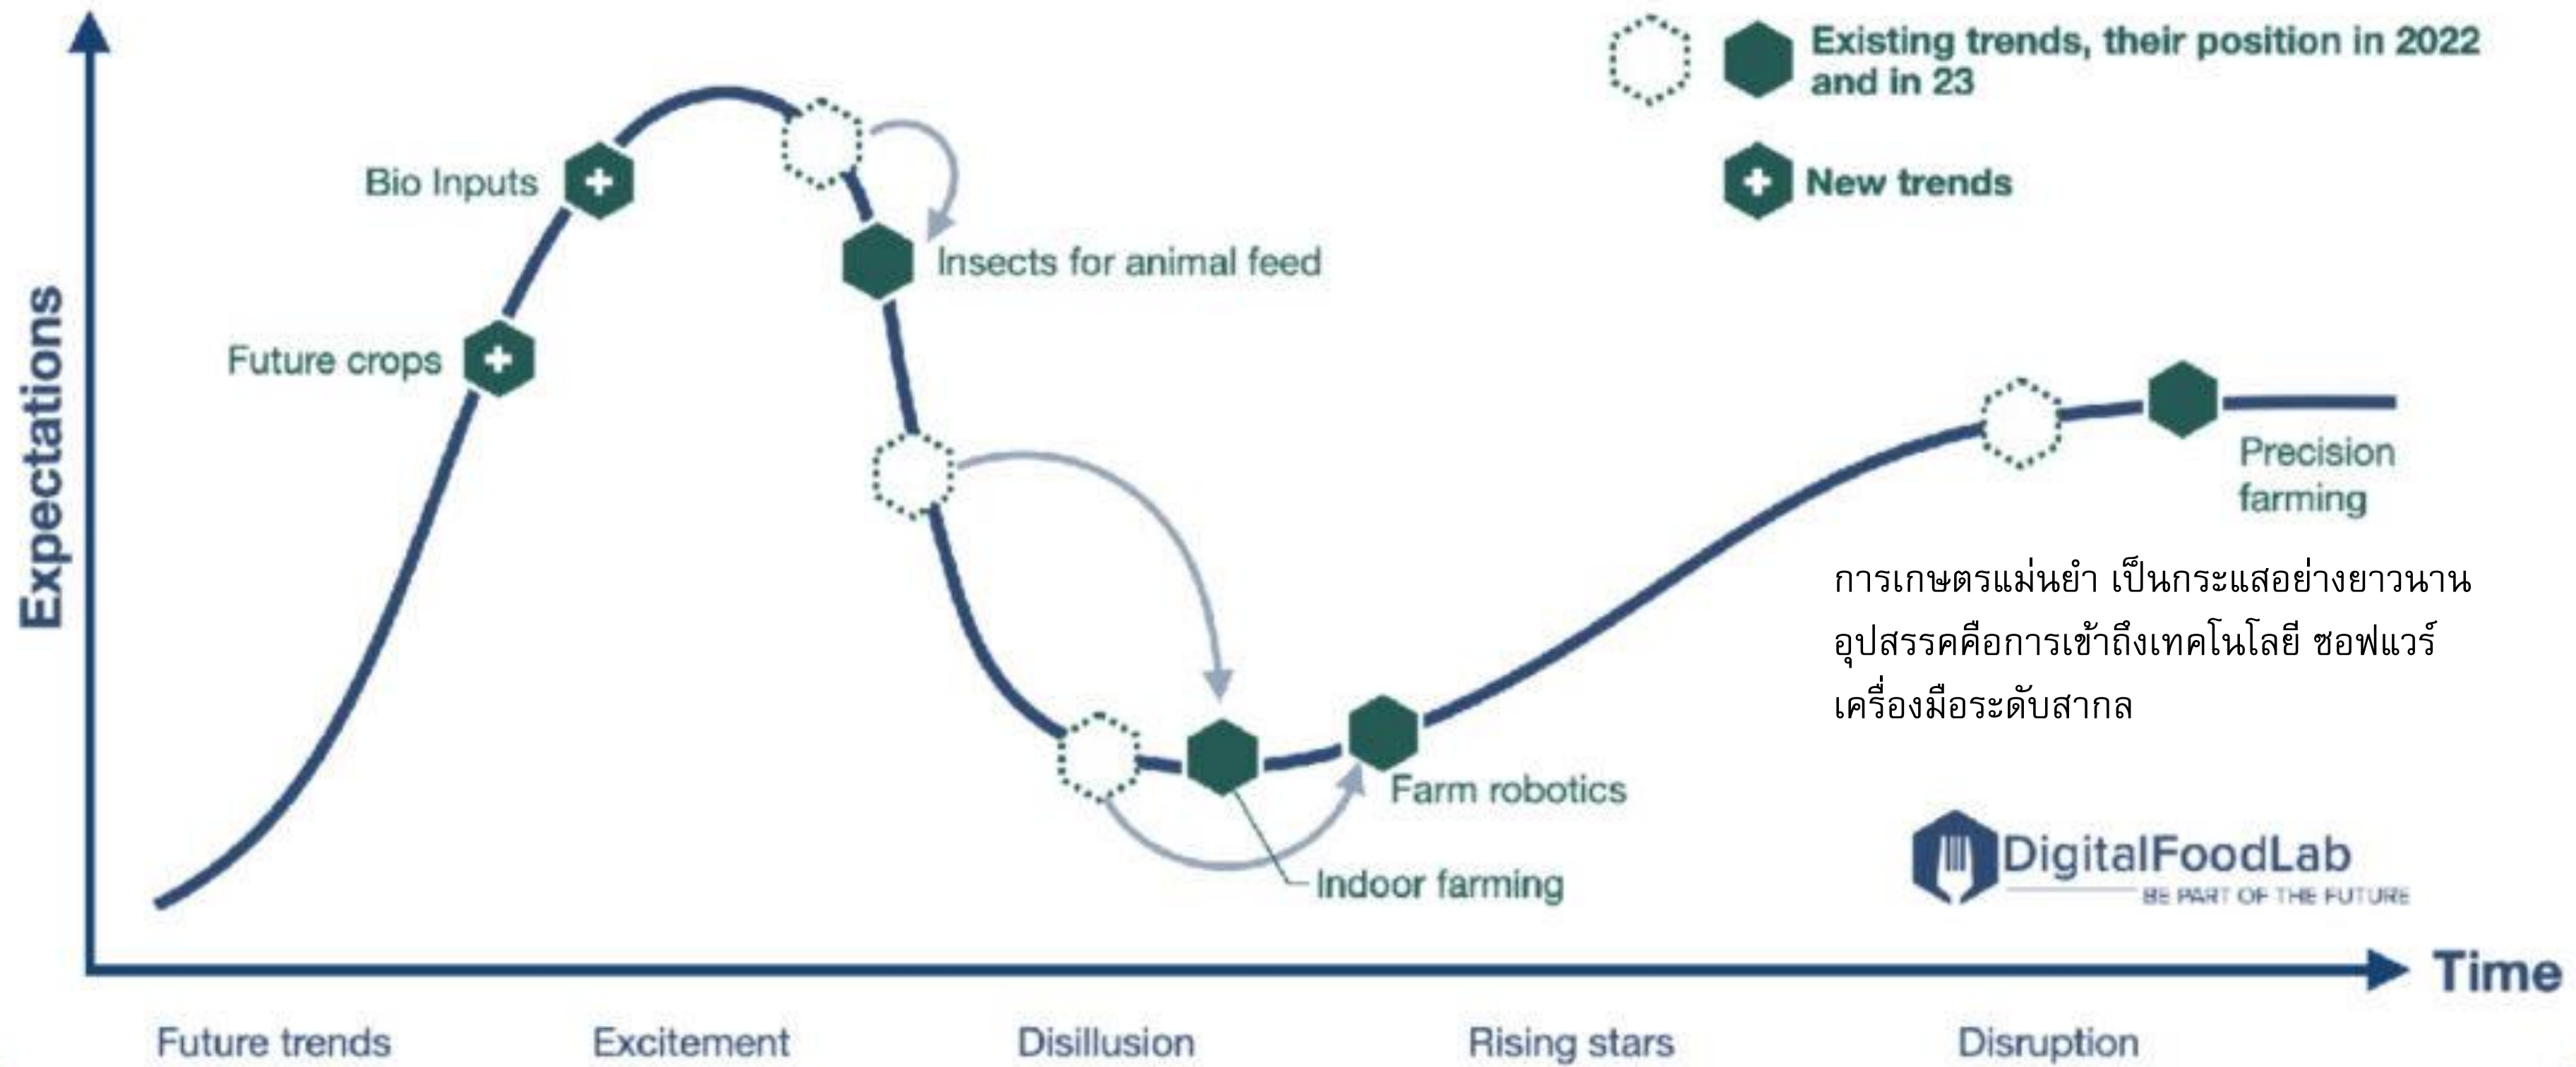 Existing trends, their position in 2022
and in 23
New trends
Bio Inputs
Insects for animal feed
Future crops
Expectations
Precision
farming
การเกษตรแม่นยำ เป็นกระแสอย่างยาวนาน
อุปสรรคคือการเข้าถึงเทคโนโลยี ซอฟแวร์
เครื่องมือระดับสากล
Farm robotics
Indoor farming
DigitalFoodLab
BE PART OF THE FUTURE
Time
Future trends
Excitement
Disillusion
Rising stars
Disruption